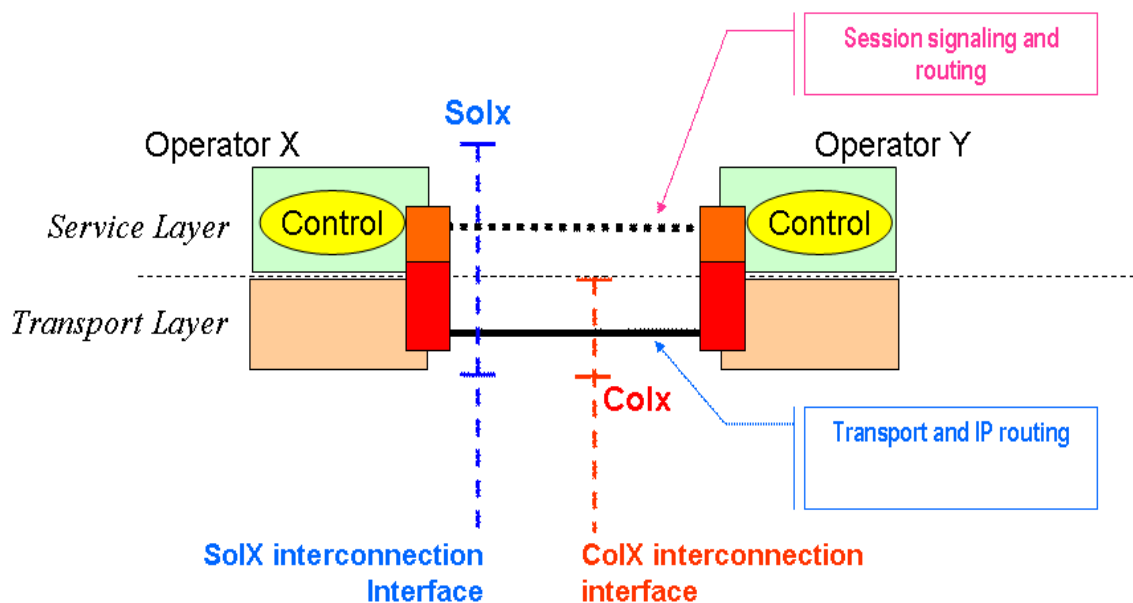 Session signaling and
routing
SoIx
Operator X
Operator Y
Control
Control
Service Layer
Transport Layer
CoIx
Transport and IP routing
SoIX interconnection
Interface
CoIX interconnection
interface